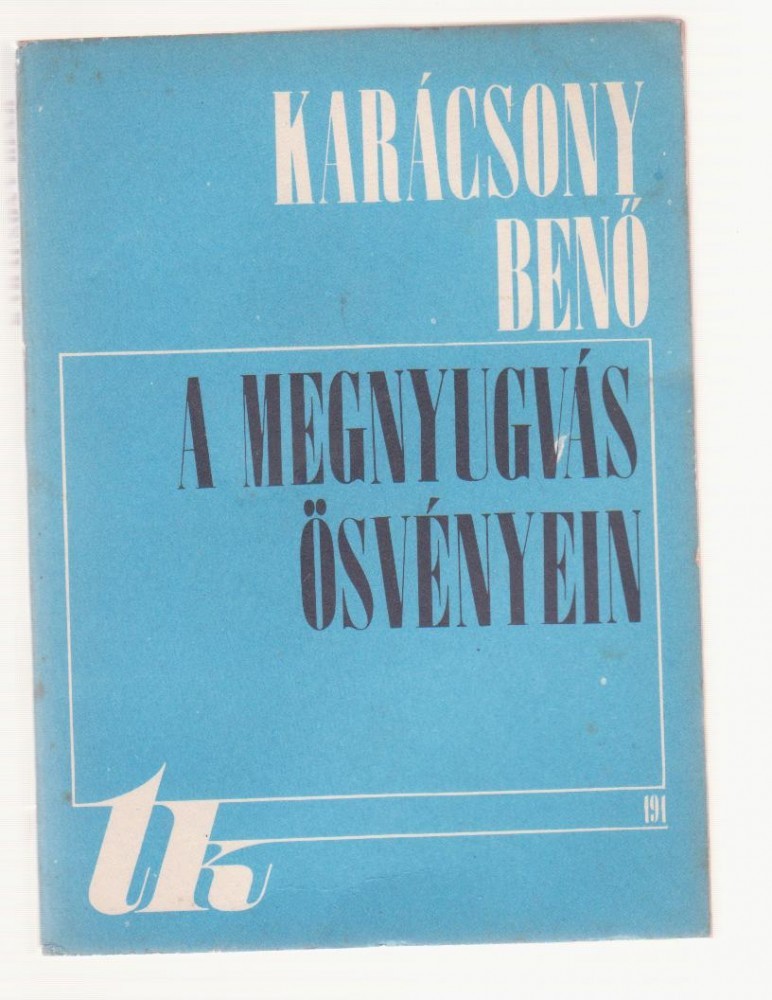 KARÁCSONY
BENŐ
A MEGNYUGVÁS
ÖSVÉNYEIN
tk
191